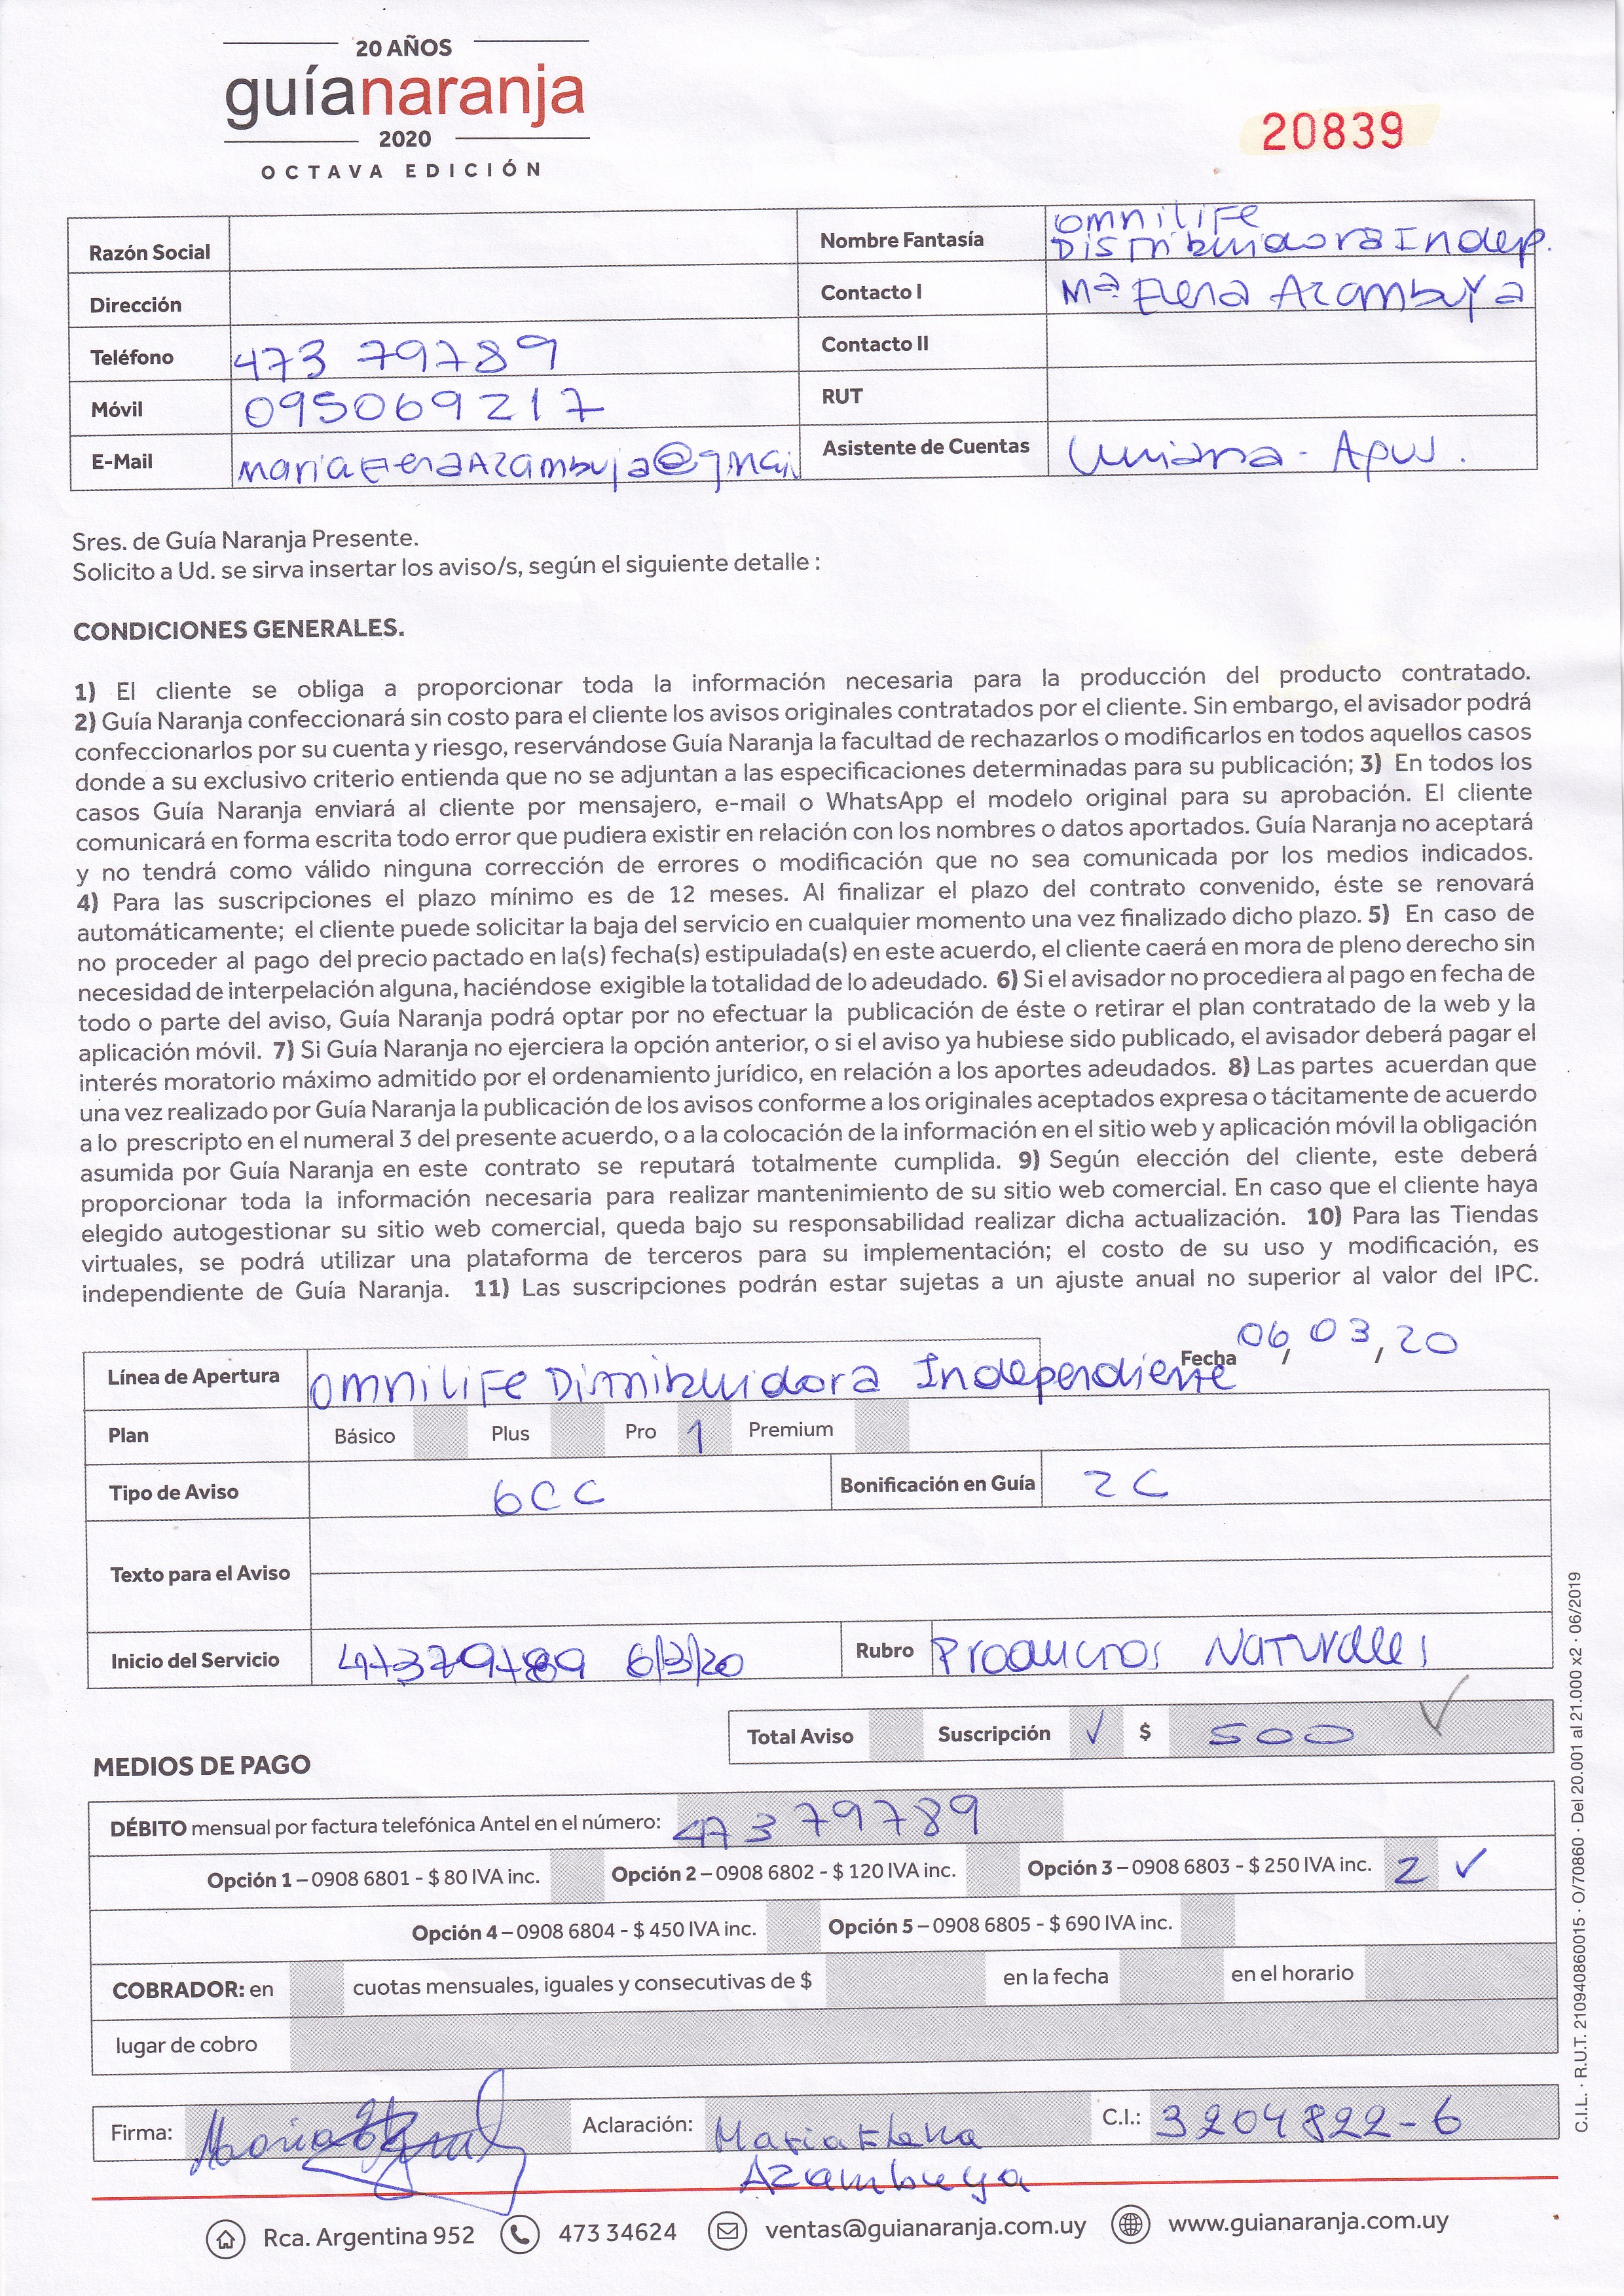 20 AÑOS
guíanaranja
2020
OCTAVA EDICIÓN
20839
Razón Social
Nombre Fantasía omnilife
Distribuidora Indep.
Dirección
Contacto I Mª Elena Azambuya
Teléfono 473 79789
Contacto II
Móvil 095069217
RUT
E-Mail mariaElenaAzambuja@gmai
Asistente de Cuentas
Sres. de Guía Naranja Presente.
Solicito a Ud. se sirva insertar los aviso/s, según el siguiente detalle :
CONDICIONES GENERALES.
1) El cliente se obliga a proporcionar toda la información necesaria para la producción del producto contratado.
2) Guía Naranja confeccionará sin costo para el cliente los avisos originales contratados por el cliente. Sin embargo, el avisador podrá
confeccionarlos por su cuenta y riesgo, reservándose Guía Naranja la facultad de rechazarlos o modificarlos en todos aquellos casos
donde a su exclusivo criterio entienda que no se adjuntan a las especificaciones determinadas para su publicación; 3) En todos los
casos Guía Naranja enviará al cliente por mensajero, e-mail o WhatsApp el modelo original para su aprobación. El cliente
comunicará en forma escrita todo error que pudiera existir en relación con los nombres o datos aportados. Guía Naranja no aceptará
y no tendrá como válido ninguna corrección de errores o modificación que no sea comunicada por los medios indicados.
4) Para las suscripciones el plazo mínimo es de 12 meses. Al finalizar el plazo del contrato convenido, éste se renovará
automáticamente; el cliente puede solicitar la baja del servicio en cualquier momento una vez finalizado dicho plazo. 5) En caso de
no proceder al pago del precio pactado en la(s) fecha(s) estipulada(s) en este acuerdo, el cliente caerá en mora de pleno derecho sin
necesidad de interpelación alguna, haciéndose exigible la totalidad de lo adeudado. 6) Si el avisador no procediera al pago en fecha de
todo o parte del aviso, Guía Naranja podrá optar por no efectuar la publicación de éste o retirar el plan contratado de la web y la
aplicación móvil. 7) Si Guía Naranja no ejerciera la opción anterior, o si el aviso ya hubiese sido publicado, el avisador deberá pagar el
interés moratorio máximo admitido por el ordenamiento jurídico, en relación a los aportes adeudados. 8) Las partes acuerdan que
una vez realizado por Guía Naranja la publicación de los avisos conforme a los originales aceptados expresa o tácitamente de acuerdo
a lo prescripto en el numeral 3 del presente acuerdo, o a la colocación de la información en el sitio web y aplicación móvil la obligación
asumida por Guía Naranja en este contrato se reputará totalmente cumplida. 9) Según elección del cliente, este deberá
proporcionar toda la información necesaria para realizar mantenimiento de su sitio web comercial. En caso que el cliente haya
elegido autogestionar su sitio web comercial, queda bajo su responsabilidad realizar dicha actualización. 10) Para las Tiendas
virtuales, se podrá utilizar una plataforma de terceros para su implementación; el costo de su uso y modificación, es
independiente de Guía Naranja. 11) Las suscripciones podrán estar sujetas a un ajuste anual no superior al valor del IPC.
Fecha 06/03/20
Línea de Apertura omnilife Distribuidora Independiente
Plan Básico Plus Pro 1 Premium
Tipo de Aviso 6CC Bonificación en Guía 2C
Texto para el Aviso
Inicio del Servicio 47379789 6/3/20 Rubro Productos Naturales
Total Aviso Suscripción ✓ $ 500 ✓
MEDIOS DE PAGO
DÉBITO mensual por factura telefónica Antel en el número: 47379789
Opción 1 – 0908 6801 - $ 80 IVA inc. Opción 2 – 0908 6802 - $ 120 IVA inc. Opción 3 – 0908 6803 - $ 250 IVA inc. 2 ✓
Opción 4 – 0908 6804 - $ 450 IVA inc. Opción 5 – 0908 6805 - $ 690 IVA inc.
COBRADOR: en cuotas mensuales, iguales y consecutivas de $ en la fecha en el horario
lugar de cobro
Firma: Aclaración: Maria Elena
Azambuya
C.I.: 3204822-6
Rca. Argentina 952 473 34624 ventas@guianaranja.com.uy www.guianaranja.com.uy
C.I.L. · R.U.T. 210940860015 · O/70860 · Del 20.001 al 21.000 x2 · 06/2019